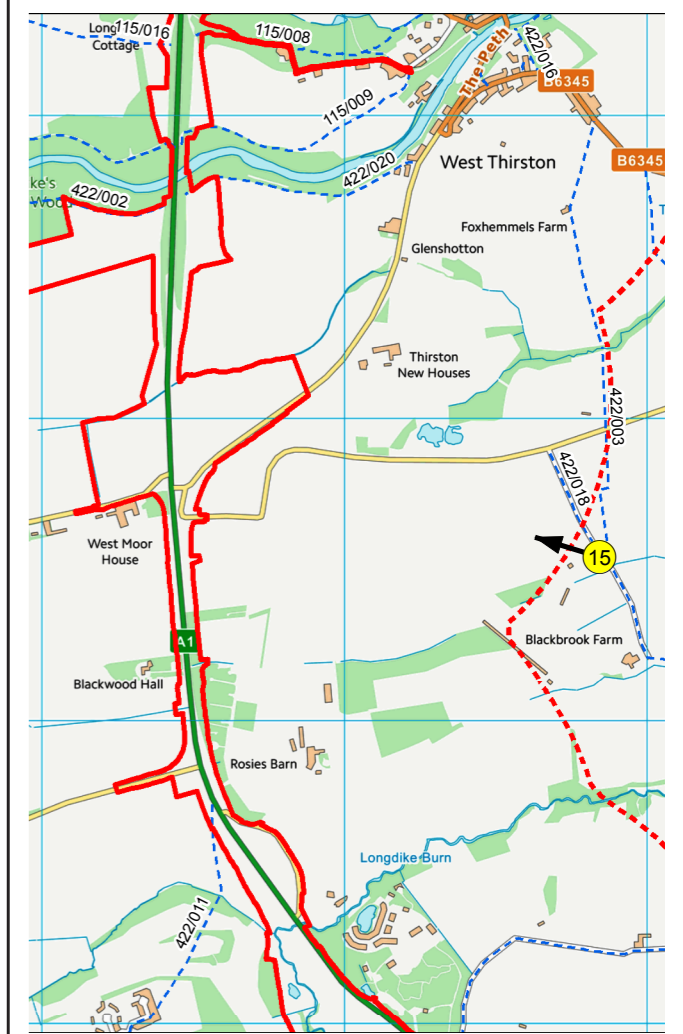 115/016
Long
Cottage
115/008
The Peth
422/016
B6345
115/009
West Thirston
B6345
422/020
ke's
Wood
422/002
Foxhemmels Farm
T
Glenshotton
Thirston
New Houses
422/003
422/018
West Moor
House
15
A1
Blackbrook Farm
Blackwood Hall
Rosies Barn
Longdike Burn
422/011